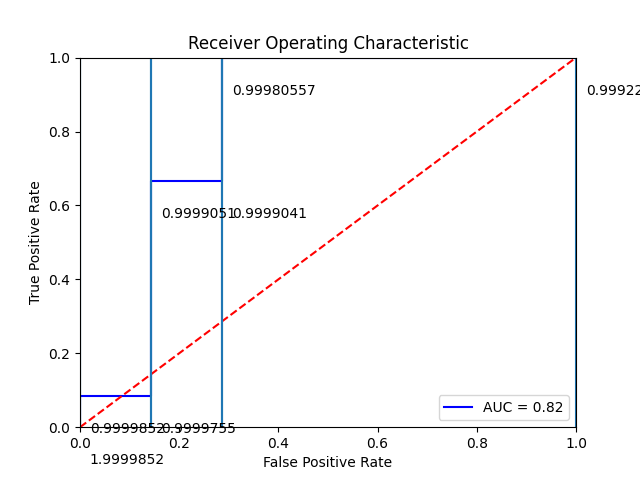 Receiver Operating Characteristic
1.0
0.99980557
0.99922
0.8
True Positive Rate
0.6
0.9999051
0.9999041
0.4
0.2
AUC = 0.82
0.0
0.9999852
0.9999755
0.0 0.2 0.4 0.6 0.8 1.0
1.9999852
False Positive Rate